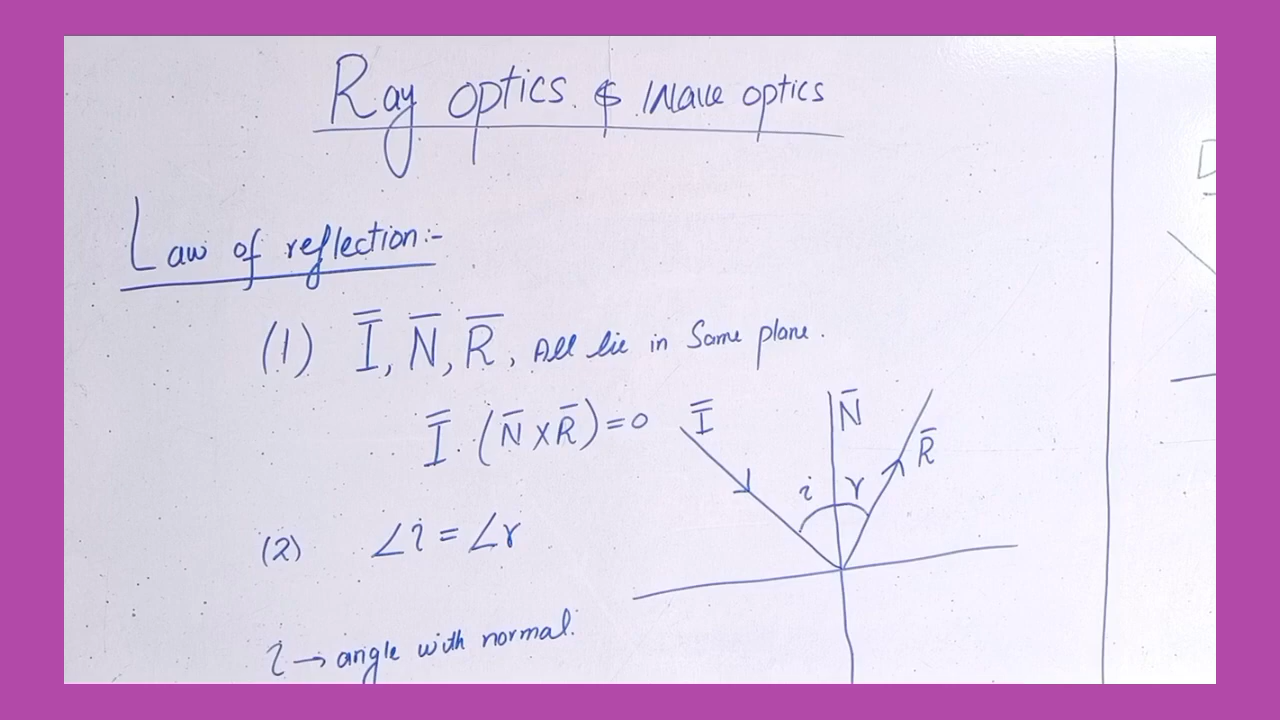 Ray optics & Wave optics
Law of reflection:-
(1) I̅, N̅, R̅, All lie in Same plane.
I̅. (N̅ x R̅) = 0
I̅
N̅
R̅
i
r
(2) ∠i = ∠r
i → angle with normal.